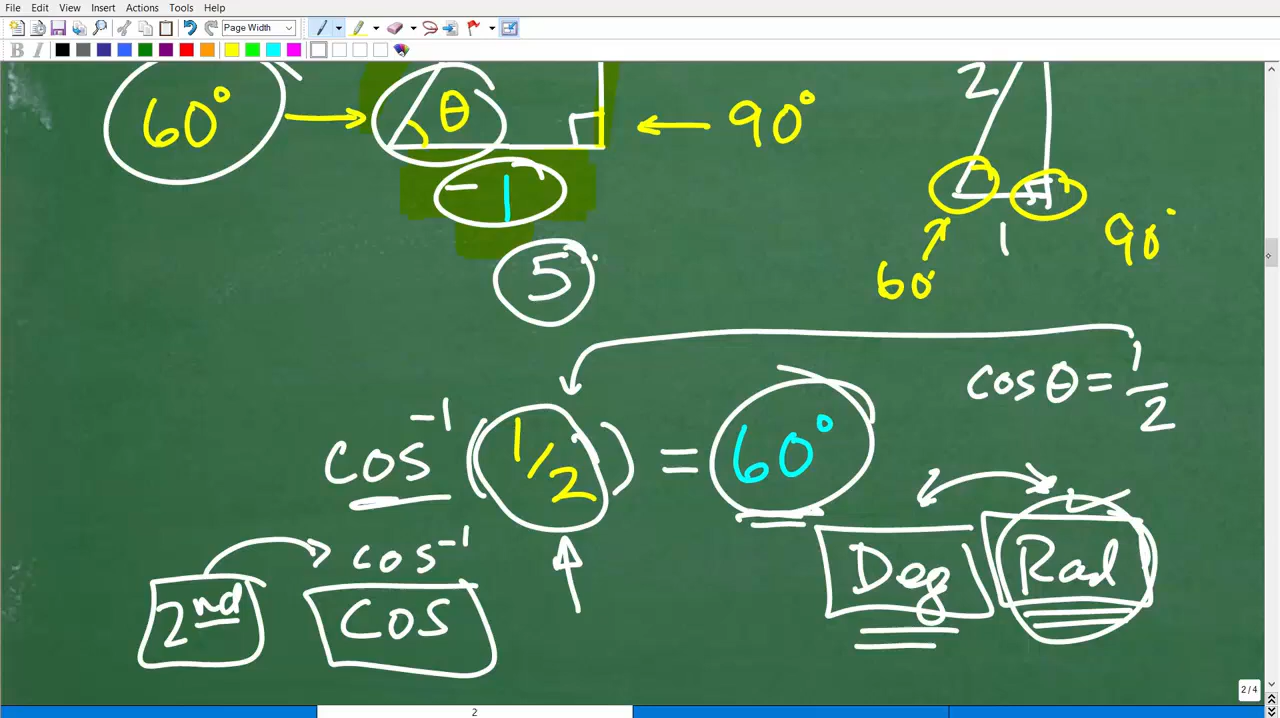 File Edit View Insert Actions Tools Help
Page Width
B I
60° θ 90° 2
-1
60° 1 90°
5
cos θ = 1/2
cos⁻¹ (1/2) = 60°
cos⁻¹
2nd COS Deg Rad
2 / 4
2